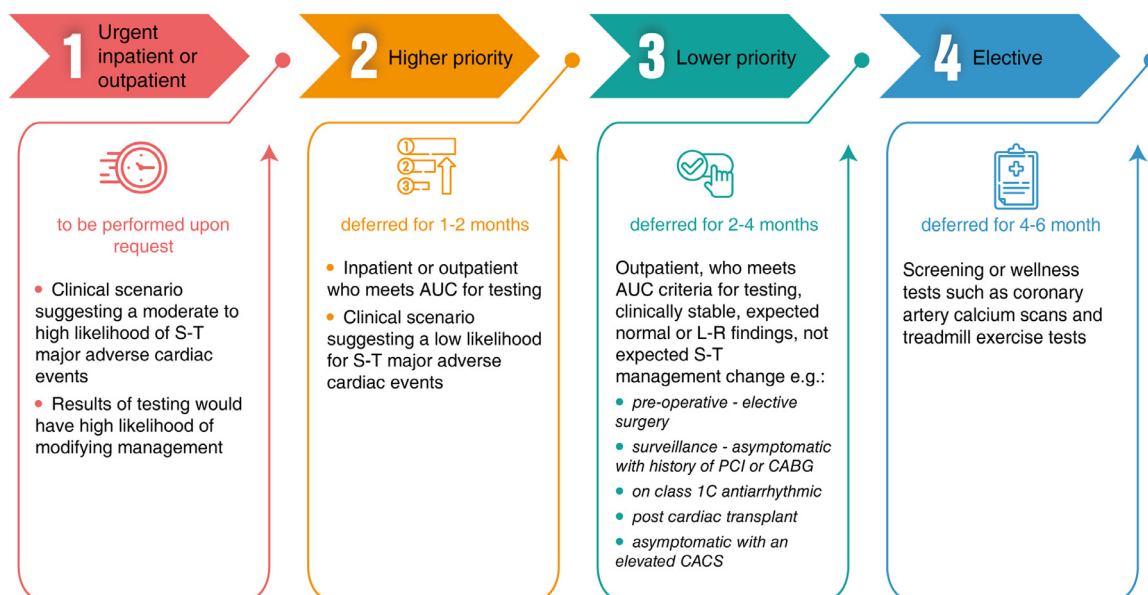 1
Urgent
inpatient or
outpatient
to be performed upon
request
• Clinical scenario
suggesting a moderate to
high likelihood of S-T
major adverse cardiac
events
• Results of testing would
have high likelihood of
modifying management
2
Higher priority
1
2
3
deferred for 1-2 months
• Inpatient or outpatient
who meets AUC for testing
• Clinical scenario
suggesting a low likelihood
for S-T major adverse
cardiac events
3
Lower priority
deferred for 2-4 months
Outpatient, who meets
AUC criteria for testing,
clinically stable, expected
normal or L-R findings, not
expected S-T
management change e.g.:
• pre-operative - elective
surgery
• surveillance - asymptomatic
with history of PCI or CABG
• on class 1C antiarrhythmic
• post cardiac transplant
• asymptomatic with an
elevated CACS
4
Elective
deferred for 4-6 month
Screening or wellness
tests such as coronary
artery calcium scans and
treadmill exercise tests